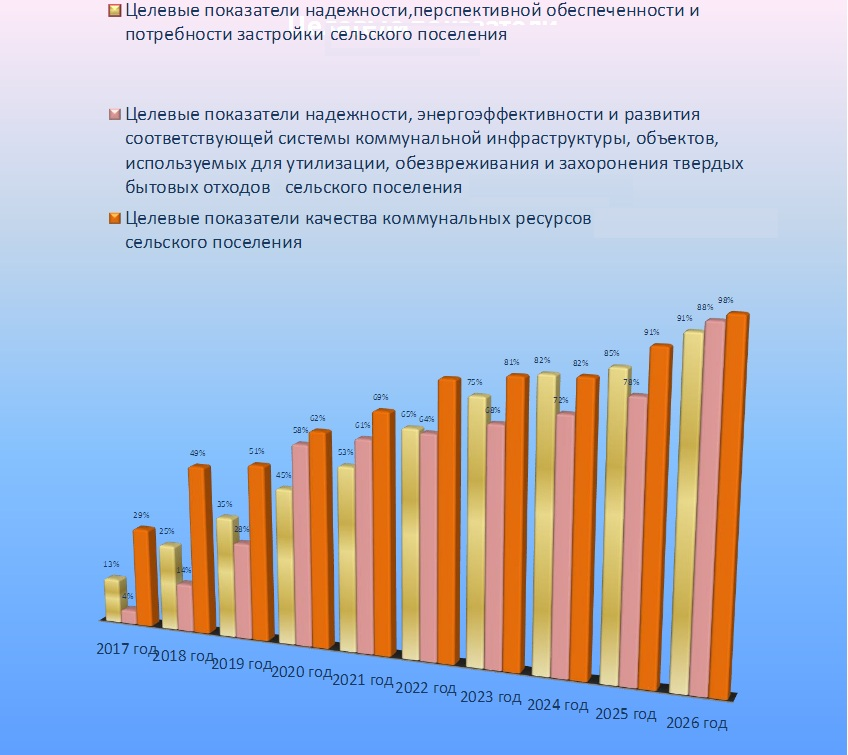 Целевые показатели надежности,перспективной обеспеченности и
потребности застройки сельского поселения
Целевые показатели надежности, энергоэффективности и развития
соответствующей системы коммунальной инфраструктуры, объектов,
используемых для утилизации, обезвреживания и захоронения твердых
бытовых отходов сельского поселения
Целевые показатели качества коммунальных ресурсов
сельского поселения
13% 4% 29%
25% 14% 49%
35% 28% 51%
45% 58% 62%
53% 61% 69%
65% 64%
75% 68% 81%
82% 72% 82%
85% 78% 91%
91% 88% 98%
2017 год
2018 год
2019 год
2020 год
2021 год
2022 год
2023 год
2024 год
2025 год
2026 год